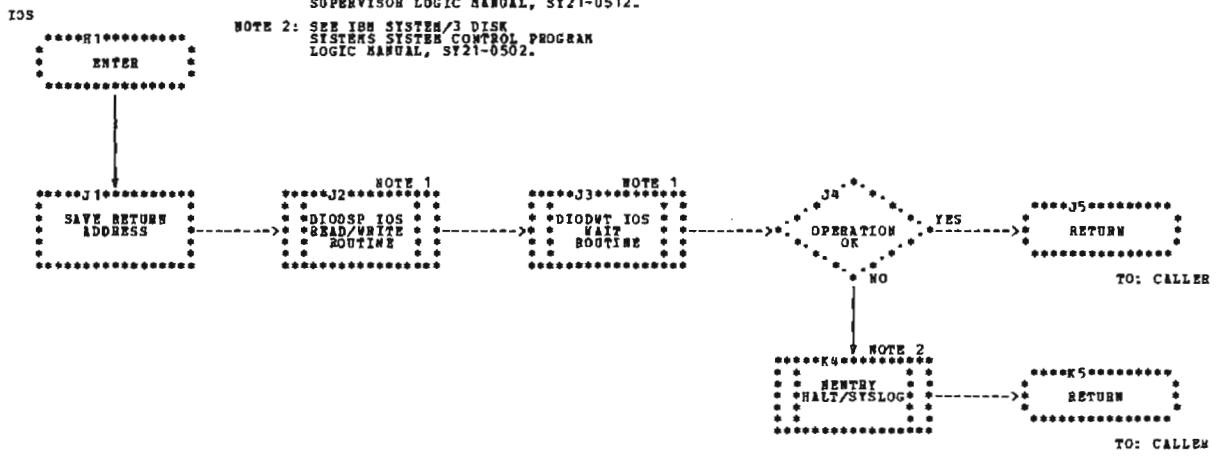 SUPERVISOR LOGIC MANUAL, SY21-0512.
IOS
NOTE 2: SEE IBM SYSTEM/3 DISK
SYSTEMS SYSTEM CONTROL PROGRAM
LOGIC MANUAL, SY21-0502.
H1
ENTER
J1
SAVE RETURN
ADDRESS
NOTE 1
J2
DIODSP IOS
READ/WRITE
ROUTINE
NOTE 1
J3
DIODWT IOS
WAIT
ROUTINE
J4
OPERATION
OK
YES
NO
J5
RETURN
TO: CALLER
NOTE 2
K4
NENTRY
HALT/SYSLOG
K5
RETURN
TO: CALLER